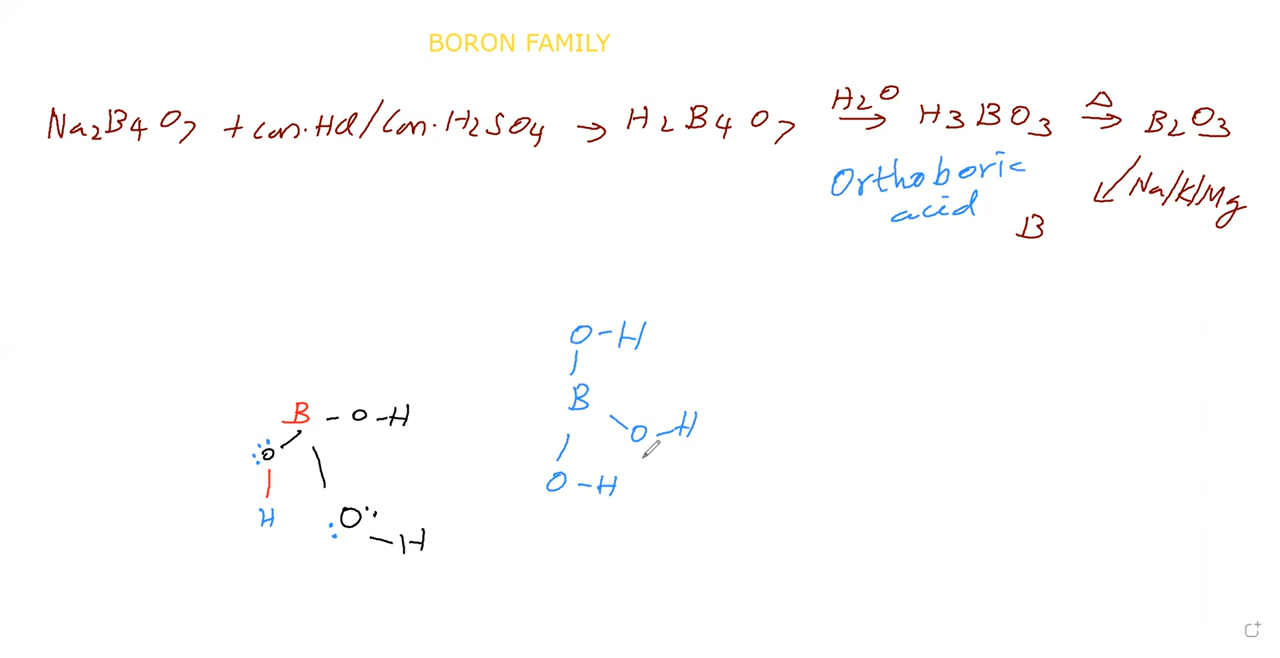 BORON FAMILY
Na2B4O7 + con.HCl/Con.H2SO4 → H2B4O7 H2O → H3BO3 Δ → B2O3
Orthoboric
acid
↙ Na/K/Mg
B
O-H
B
O-H
O-H
B-O-H
O
H
O-H